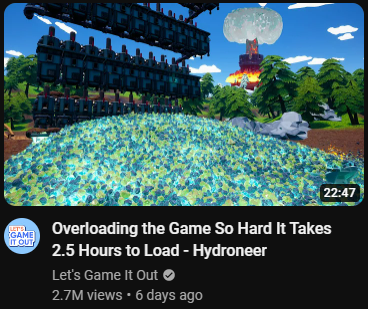 22:47
LET'S
GAME
IT OUT
Overloading the Game So Hard It Takes
2.5 Hours to Load - Hydroneer
Let's Game It Out
2.7M views • 6 days ago